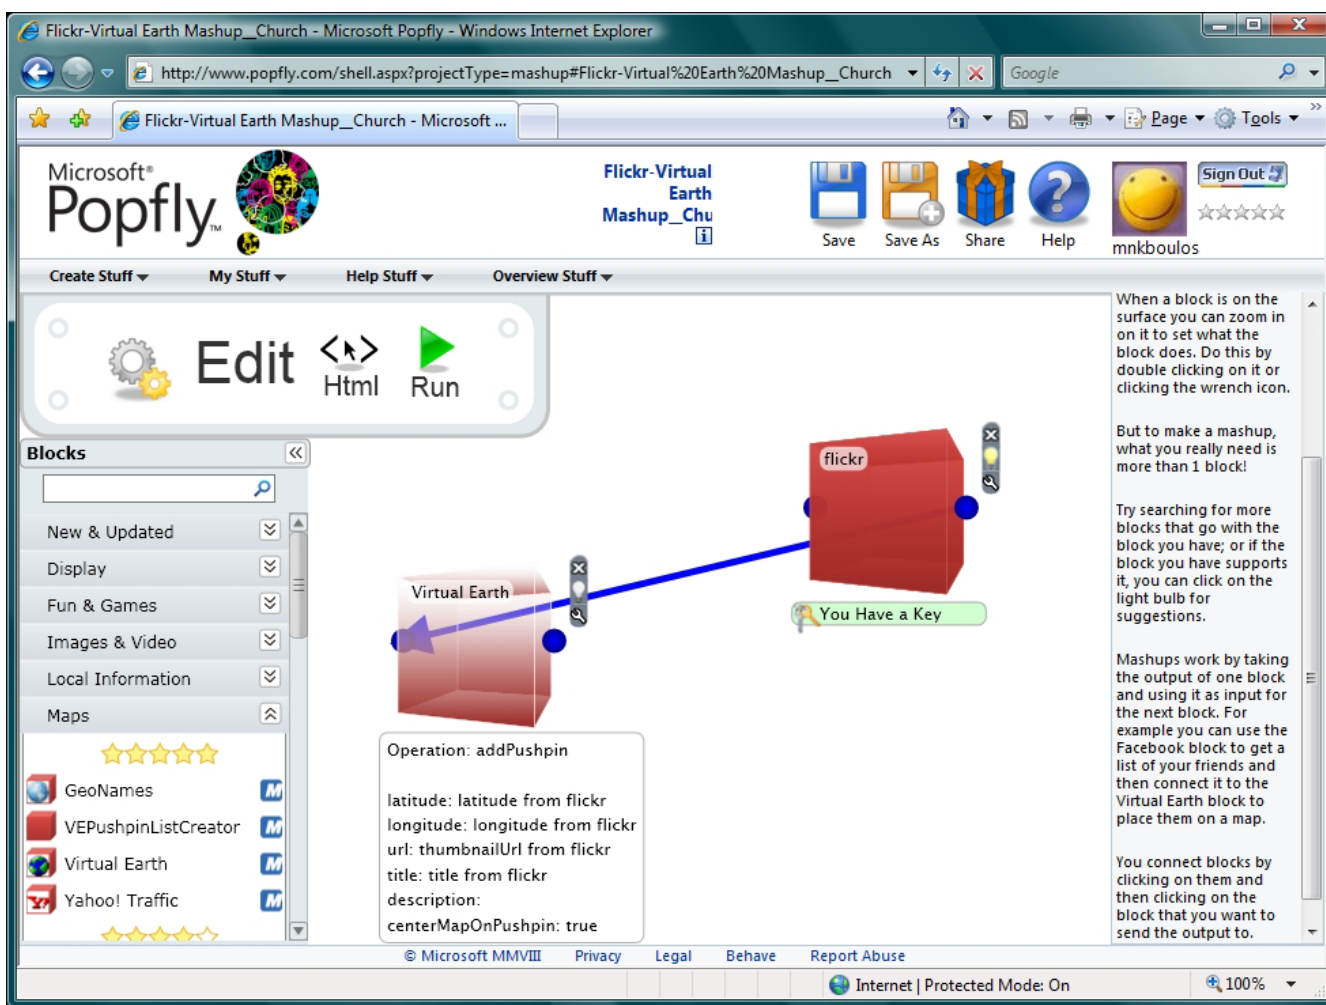 Flickr-Virtual Earth Mashup__Church - Microsoft Popfly - Windows Internet Explorer
http://www.popfly.com/shell.aspx?projectType=mashup#Flickr-Virtual%20Earth%20Mashup__Church
Google
Flickr-Virtual Earth Mashup__Church - Microsoft ...
Page
Tools
Microsoft®
Popfly™
Flickr-Virtual
Earth
Mashup__Chu
Save
Save As
Share
Help
Sign Out
mnkboulos
Create Stuff
My Stuff
Help Stuff
Overview Stuff
Edit
Html
Run
Blocks
New & Updated
Display
Fun & Games
Images & Video
Local Information
Maps
GeoNames
VEPushpinListCreator
Virtual Earth
Yahoo! Traffic
flickr
You Have a Key
Virtual Earth
Operation: addPushpin
latitude: latitude from flickr
longitude: longitude from flickr
url: thumbnailUrl from flickr
title: title from flickr
description:
centerMapOnPushpin: true
When a block is on the
surface you can zoom in
on it to set what the
block does. Do this by
double clicking on it or
clicking the wrench icon.
But to make a mashup,
what you really need is
more than 1 block!
Try searching for more
blocks that go with the
block you have; or if the
block you have supports
it, you can click on the
light bulb for
suggestions.
Mashups work by taking
the output of one block
and using it as input for
the next block. For
example you can use the
Facebook block to get a
list of your friends and
then connect it to the
Virtual Earth block to
place them on a map.
You connect blocks by
clicking on them and
then clicking on the
block that you want to
send the output to.
© Microsoft MMVIII
Privacy
Legal
Behave
Report Abuse
Internet | Protected Mode: On
100%